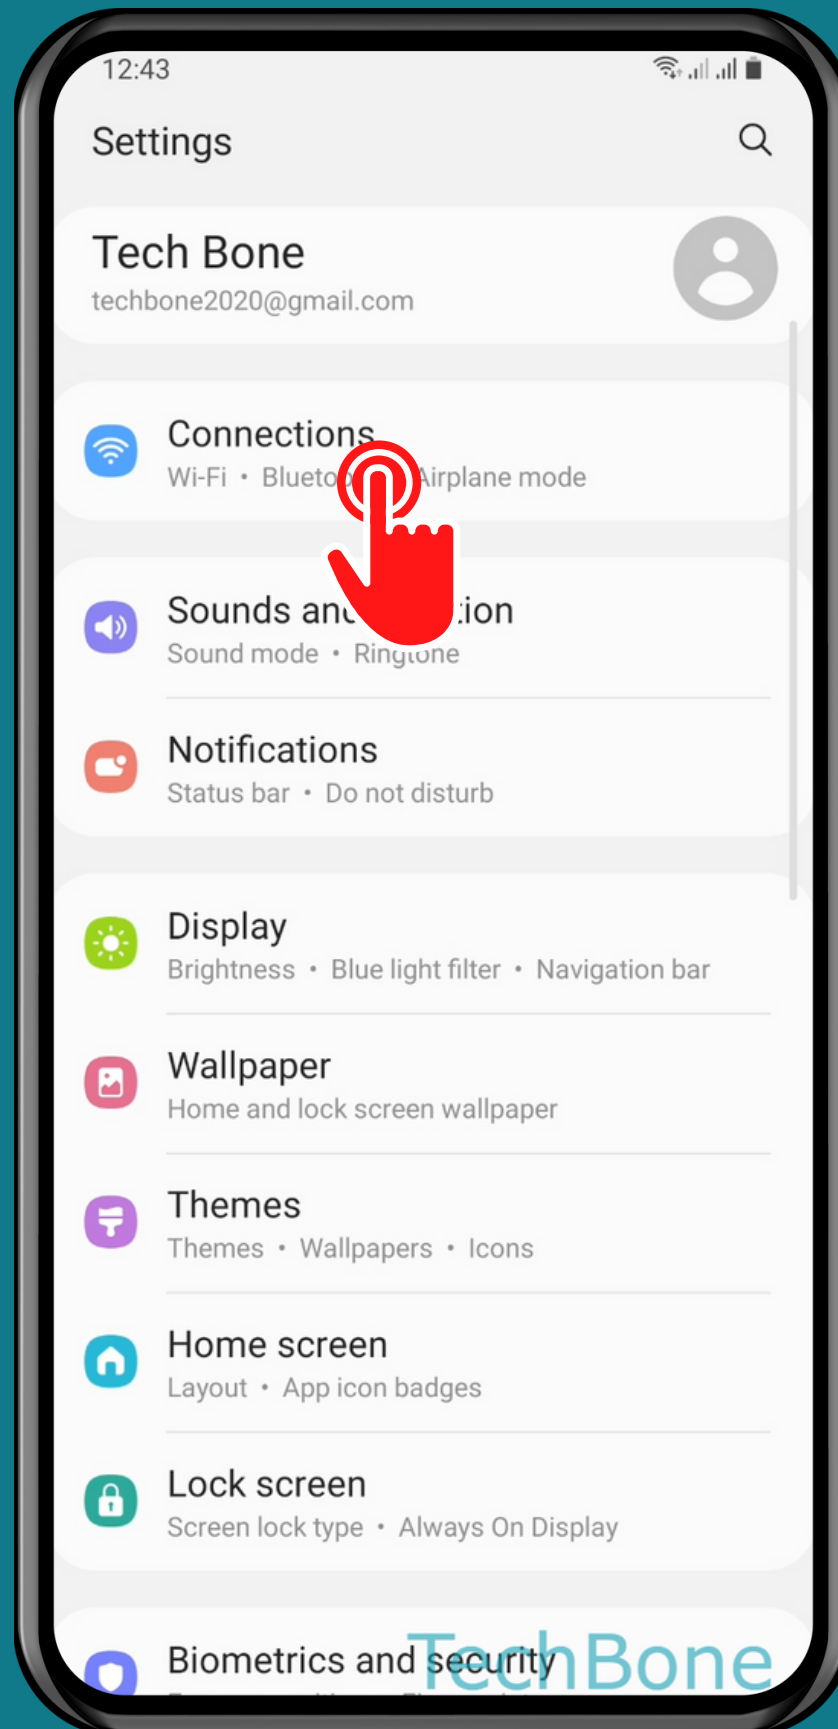 12:43
Settings
Tech Bone
techbone2020@gmail.com
Connections
Wi-Fi • Airplane mode
Sounds
Sound mode • Ringtone
Notifications
Status bar • Do not disturb
Display
Brightness • Blue light filter • Navigation bar
Wallpaper
Home and lock screen wallpaper
Themes
Themes • Wallpapers • Icons
Home screen
Layout • App icon badges
Lock screen
Screen lock type • Always On Display
Biometrics and security
TechBone